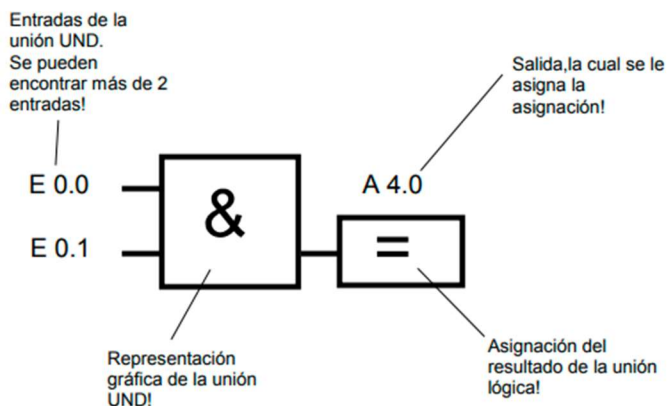 Entradas de la
unión UND.
Se pueden
encontrar más de 2
entradas!
Salida,la cual se le
asigna la
asignación!
E 0.0
A 4.0
&
E 0.1
=
Representación
gráfica de la unión
UND!
Asignación del
resultado de la unión
lógica!